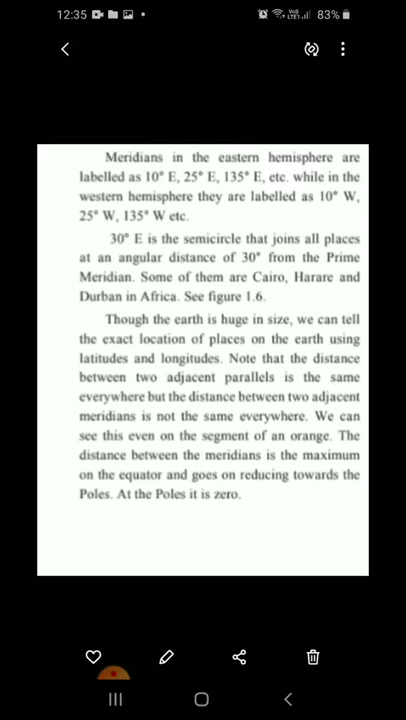 12:35
Vo9
LTE1
83%
Meridians in the eastern hemisphere are
labelled as 10° E, 25° E, 135° E, etc. while in the
western hemisphere they are labelled as 10° W,
25° W, 135° W etc.
30° E is the semicircle that joins all places
at an angular distance of 30° from the Prime
Meridian. Some of them are Cairo, Harare and
Durban in Africa. See figure 1.6.
Though the earth is huge in size, we can tell
the exact location of places on the earth using
latitudes and longitudes. Note that the distance
between two adjacent parallels is the same
everywhere but the distance between two adjacent
meridians is not the same everywhere. We can
see this even on the segment of an orange. The
distance between the meridians is the maximum
on the equator and goes on reducing towards the
Poles. At the Poles it is zero.